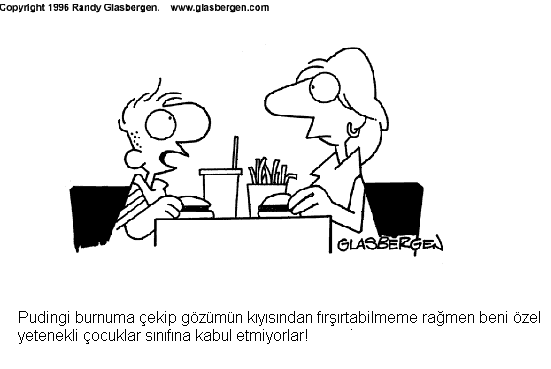 Copyright 1996 Randy Glasbergen. www.glasbergen.com
GLASBERGEN
Pudingi burnuma çekip gözümün kıyısından fırşırtabilmeme rağmen beni özel
yetenekli çocuklar sınıfına kabul etmiyorlar!